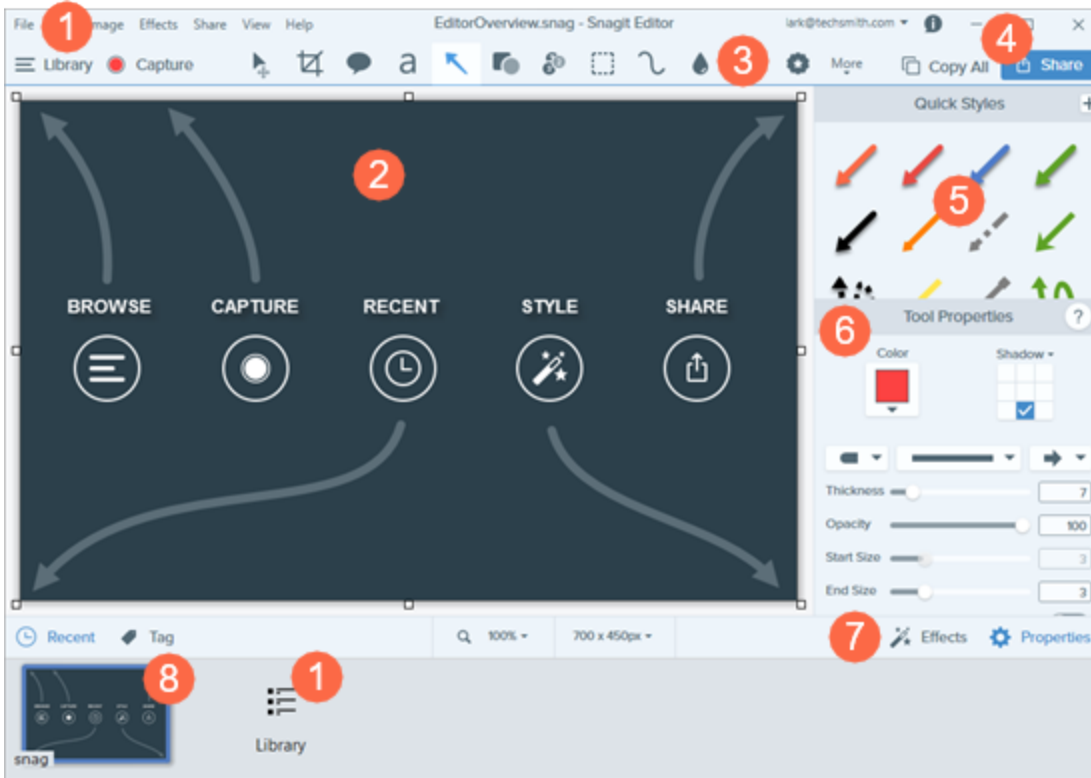 File
1
mage
Effects
Share
View
Help
EditorOverview.snag - Snagit Editor
lark@techsmith.com
Library
Capture
a
3
More
Copy All
4
Share
2
BROWSE
CAPTURE
RECENT
STYLE
SHARE
Quick Styles
5
6
Tool Properties
?
Color
Shadow
Thickness
7
Opacity
100
Start Size
3
End Size
3
Recent
Tag
100%
700 x 450px
7
Effects
Properties
8
snag
1
Library